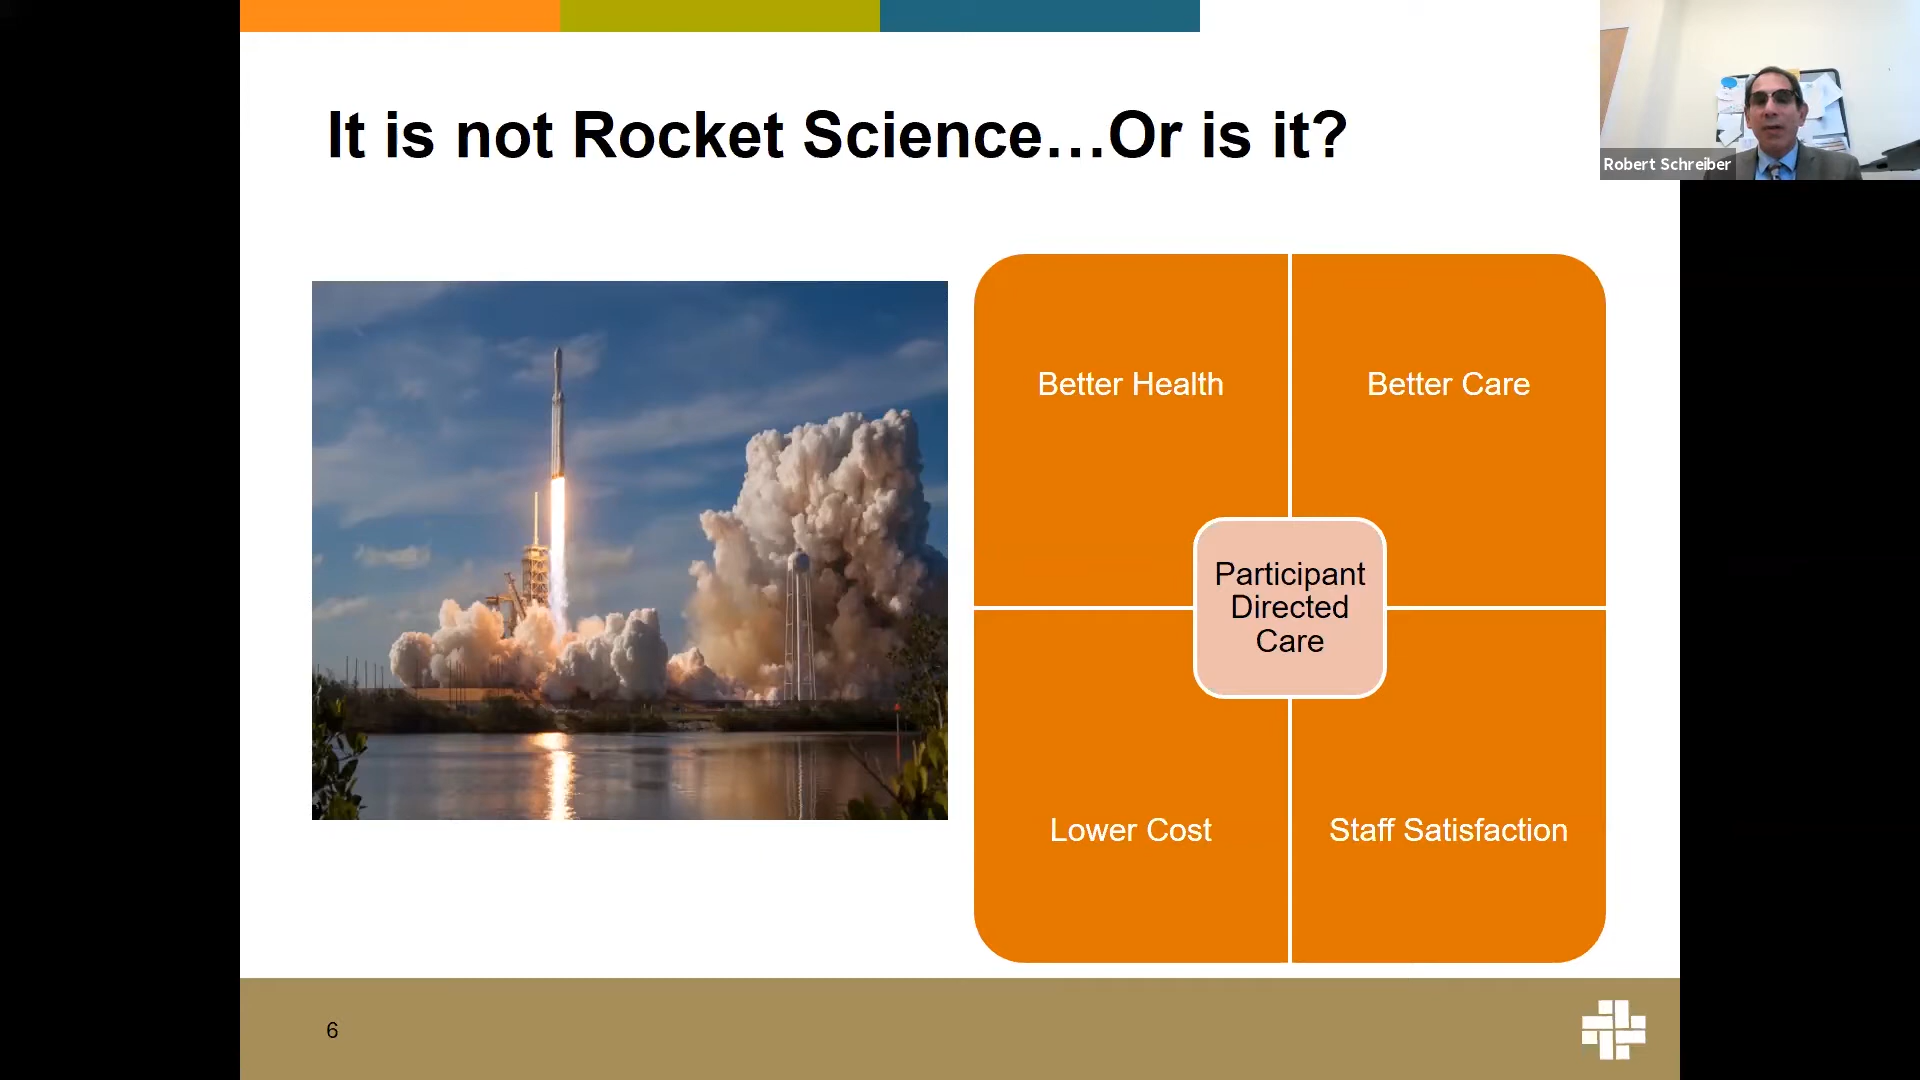 It is not Rocket Science…Or is it?
Robert Schreiber
Better Health
Better Care
Participant
Directed
Care
Lower Cost
Staff Satisfaction
6